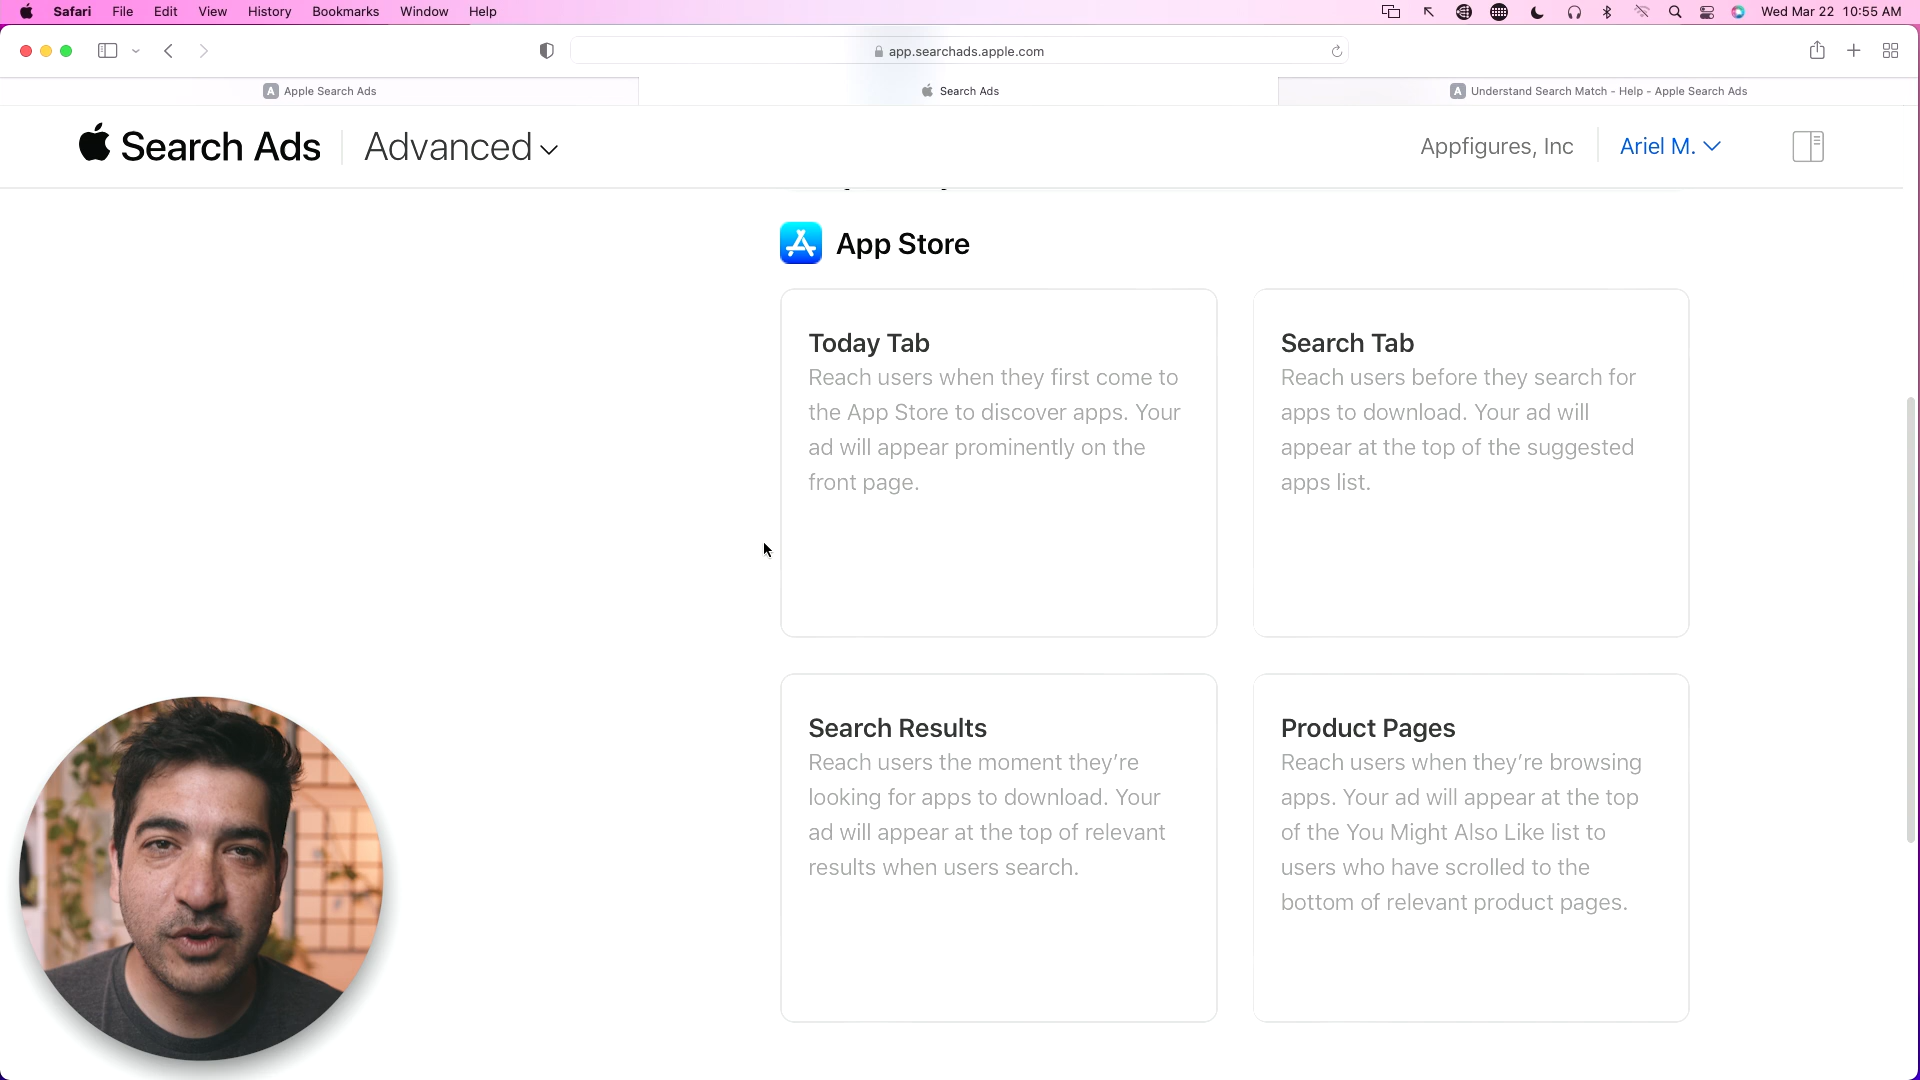 Safari File Edit View History Bookmarks Window Help Wed Mar 22 10:55 AM
app.searchads.apple.com
A Apple Search Ads
Search Ads
A Understand Search Match - Help - Apple Search Ads
Search Ads Advanced Appfigures, Inc Ariel M.
App Store
Today Tab
Reach users when they first come to
the App Store to discover apps. Your
ad will appear prominently on the
front page.
Search Tab
Reach users before they search for
apps to download. Your ad will
appear at the top of the suggested
apps list.
Search Results
Reach users the moment they’re
looking for apps to download. Your
ad will appear at the top of relevant
results when users search.
Product Pages
Reach users when they’re browsing
apps. Your ad will appear at the top
of the You Might Also Like list to
users who have scrolled to the
bottom of relevant product pages.